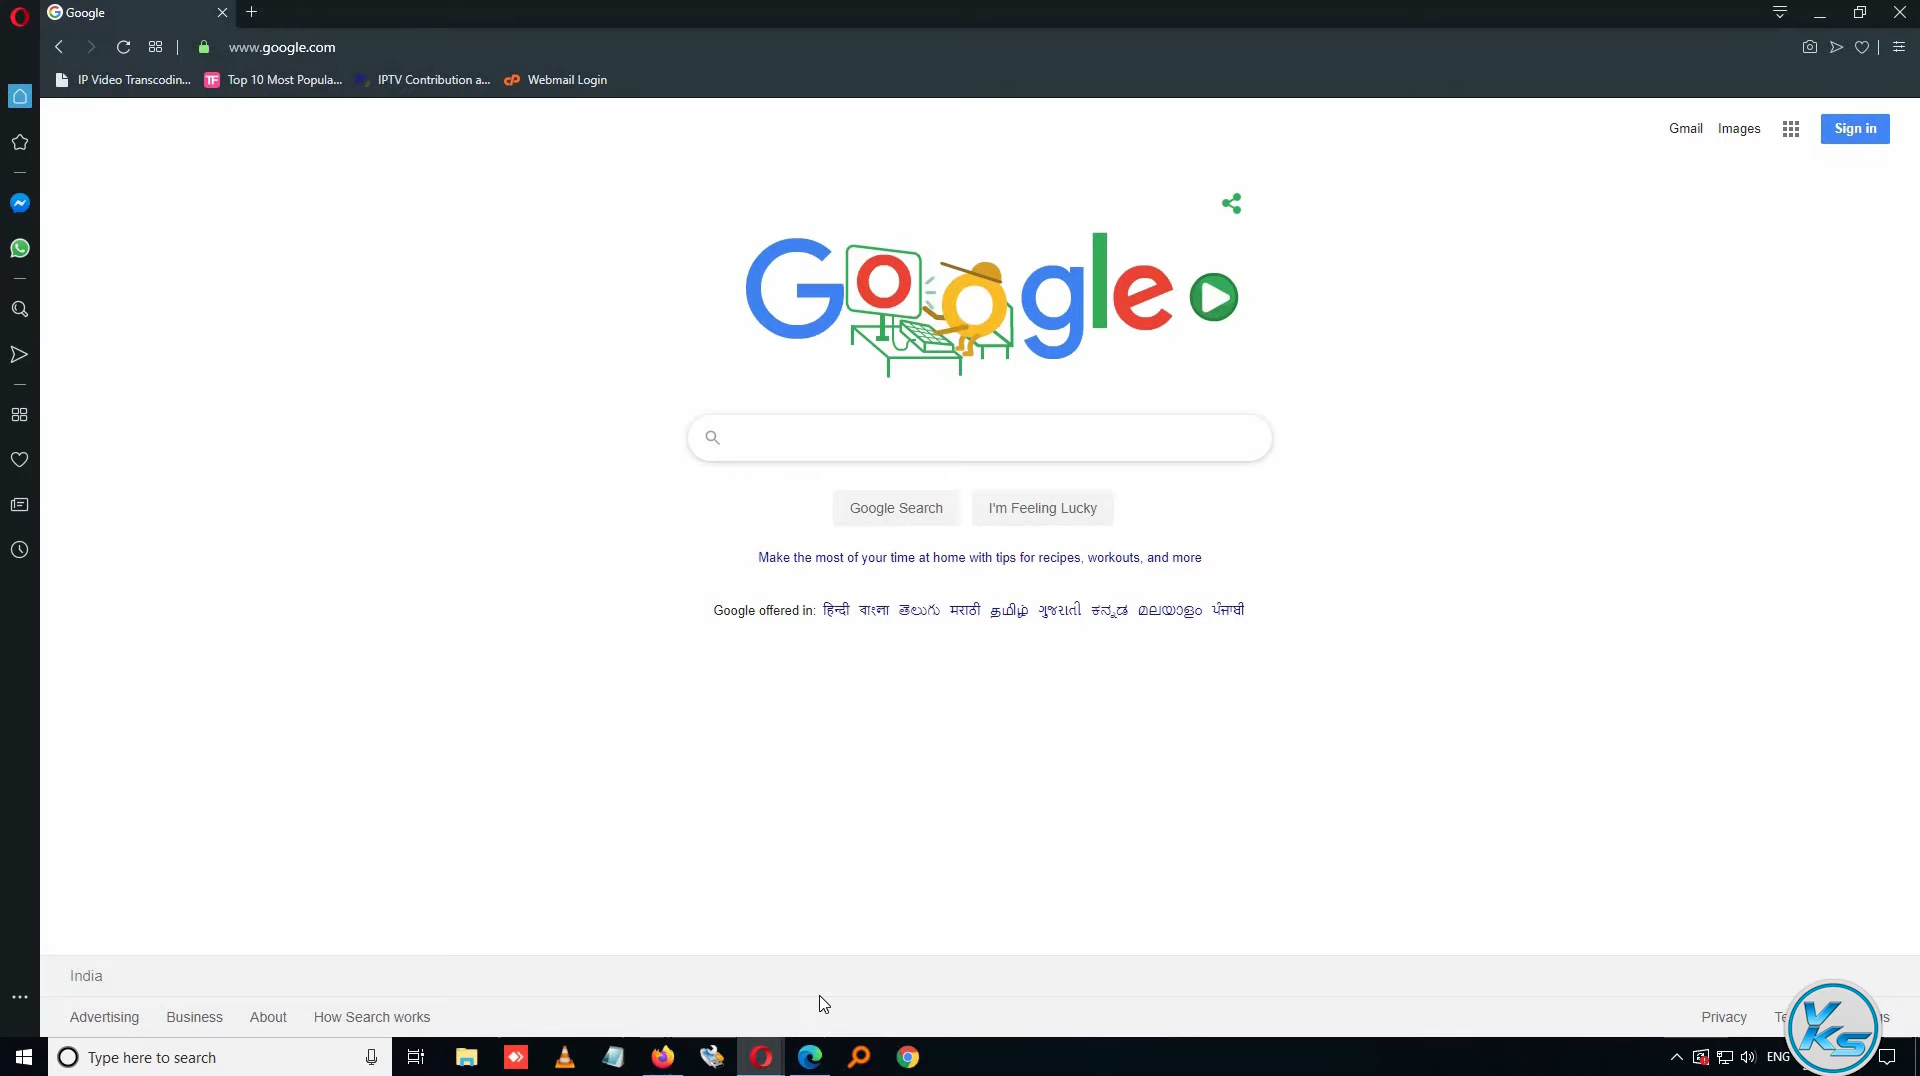 Google
www.google.com
IP Video Transcodin...
Top 10 Most Popula...
IPTV Contribution a...
Webmail Login
Gmail
Images
Sign in
Google
Google Search
I'm Feeling Lucky
Make the most of your time at home with tips for recipes, workouts, and more
Google offered in: हिन्दी বাংলা తెలుగు मराठी தமிழ் ગુજરાતી ಕನ್ನಡ മലയാളം ਪੰਜਾਬੀ
India
Advertising
Business
About
How Search works
Privacy
Type here to search
ENG
VKS